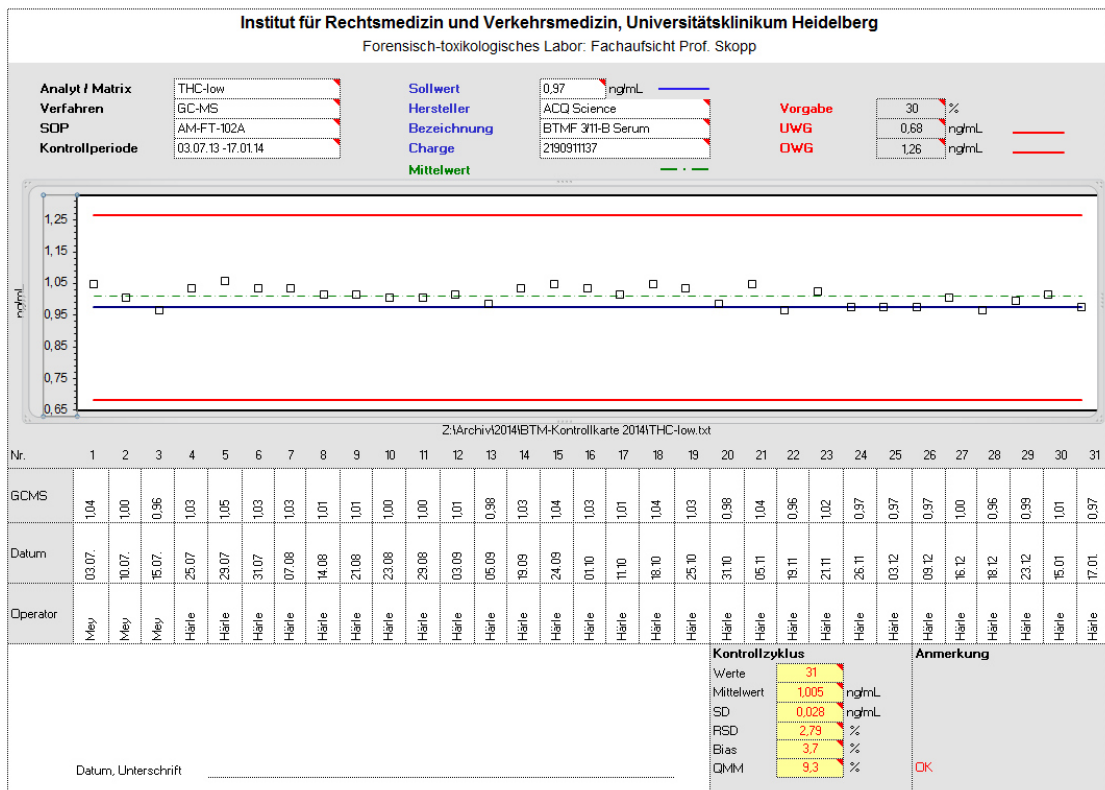 Institut für Rechtsmedizin und Verkehrsmedizin, Universitätsklinikum Heidelberg
Forensisch-toxikologisches Labor: Fachaufsicht Prof. Skopp
Analyt / Matrix THC-low Sollwert 0,97 ng/mL
Verfahren GC-MS Hersteller ACQ Science Vorgabe 30 %
SOP AM-FT-102A Bezeichnung BTMF 3/11-B Serum UWG 0,68 ng/mL
Kontrollperiode 03.07.13 -17.01.14 Charge 2190911137 OWG 1,26 ng/mL
Mittelwert
ng/mL
1,25
1,15
1,05
0,95
0,85
0,75
0,65
Z:\Archiv\2014\BTM-Kontrollkarte 2014\THC-low.txt
Nr. 1 2 3 4 5 6 7 8 9 10 11 12 13 14 15 16 17 18 19 20 21 22 23 24 25 26 27 28 29 30 31
GCMS 1,04 1,00 0,96 1,03 1,05 1,03 1,03 1,01 1,01 1,00 1,00 1,01 0,98 1,03 1,04 1,03 1,01 1,04 1,03 0,98 1,04 0,96 1,02 0,97 0,97 0,97 1,00 0,96 0,99 1,01 0,97
Datum 03.07. 10.07. 15.07. 25.07 29.07 31.07 07.08 14.08 21.08 23.08 29.08 03.09 05.09 19.09 24.09 01.10 11.10 18.10 25.10 31.10 05.11 19.11 21.11 26.11 03.12 09.12 16.12 18.12 23.12 15.01 17.01.
Operator Mey Mey Mey Härle Härle Härle Härle Härle Härle Härle Härle Härle Härle Härle Härle Härle Härle Härle Härle Härle Härle Härle Härle Härle Härle Härle Härle Härle Härle Härle Härle
Kontrollzyklus Anmerkung
Werte 31
Mittelwert 1,005 ng/mL
SD 0,028 ng/mL
RSD 2,79 %
Bias 3,7 %
QMM 9,3 % OK
Datum, Unterschrift